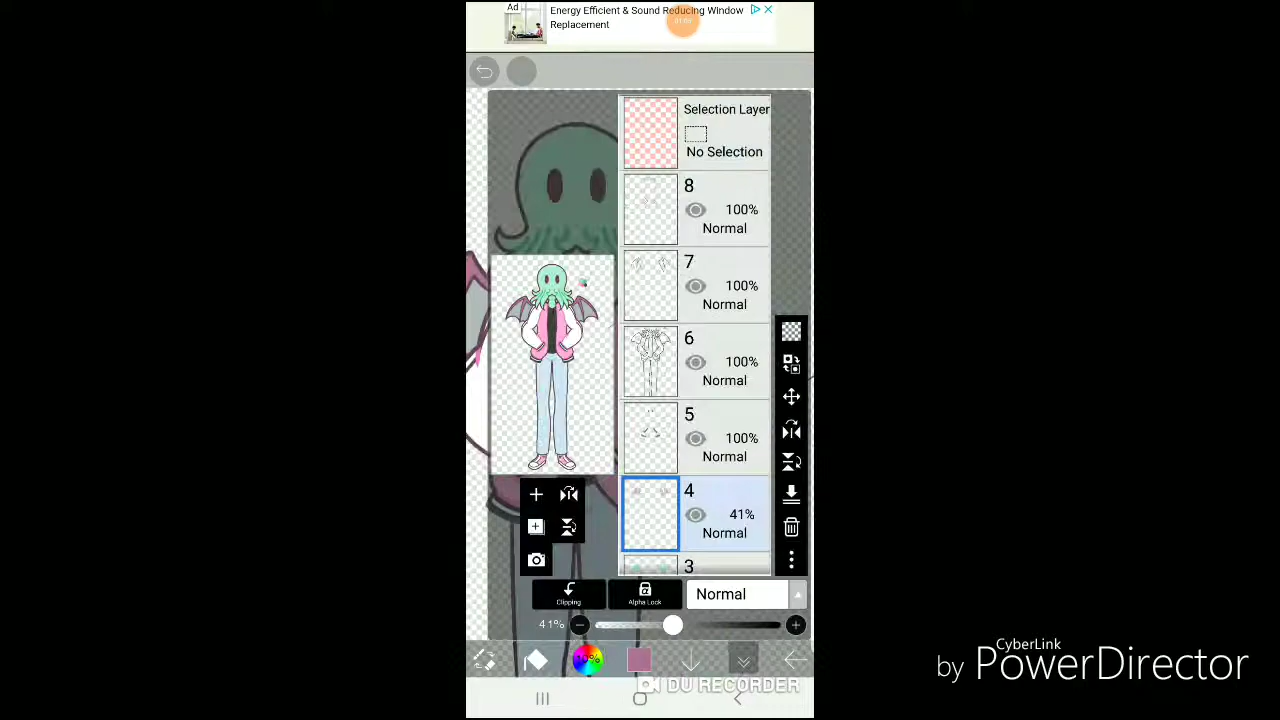 Ad
Energy Efficient & Sound Reducing Window
Replacement
Selection Layer
No Selection
8
100%
Normal
7
100%
Normal
6
100%
Normal
5
100%
Normal
4
41%
Normal
3
Clipping
Alpha Lock
Normal
41%
DU RECORDER
CyberLink
by PowerDirector